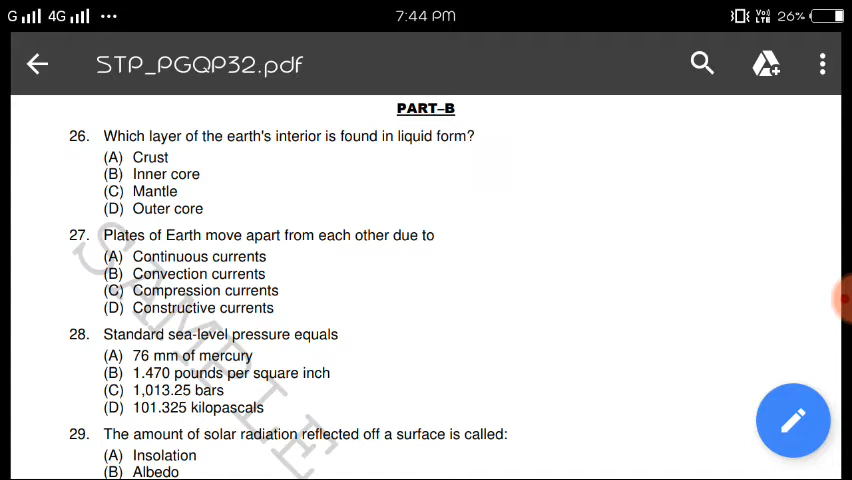 G 4G ••• 7:44 PM Vo) LTE 26%
STP_PGQP32.pdf
PART–B
26. Which layer of the earth's interior is found in liquid form?
(A) Crust
(B) Inner core
(C) Mantle
(D) Outer core
27. Plates of Earth move apart from each other due to
(A) Continuous currents
(B) Convection currents
(C) Compression currents
(D) Constructive currents
28. Standard sea-level pressure equals
(A) 76 mm of mercury
(B) 1.470 pounds per square inch
(C) 1,013.25 bars
(D) 101.325 kilopascals
29. The amount of solar radiation reflected off a surface is called:
(A) Insolation
(B) Albedo
SAMPLE